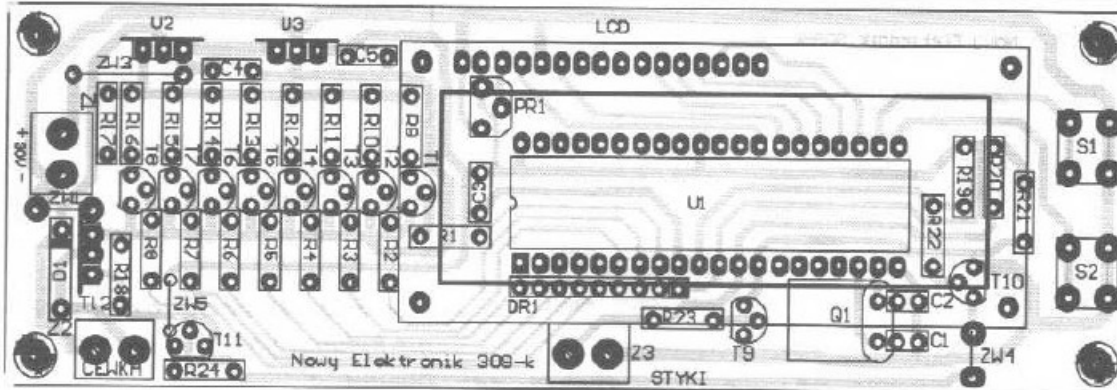 U2
U3
LCD
C5
ZW3
C4
Z1
PR1
R17
R16
R15
R14
R13
R12
R11
R10
R9
+30V-
T8
T7
T6
T5
T4
T3
T2
T1
S1
C3
U1
R19
R20
R21
ZW1
R1
R22
D1
R18
R8
R7
R6
R5
R4
R3
R2
S2
T12
ZW5
DR1
T10
Z2
T11
R23
Q1
C2
C1
CEWKA
R24
Nowy Elektronik 308-k
Z3
T9
ZW4
STYKI